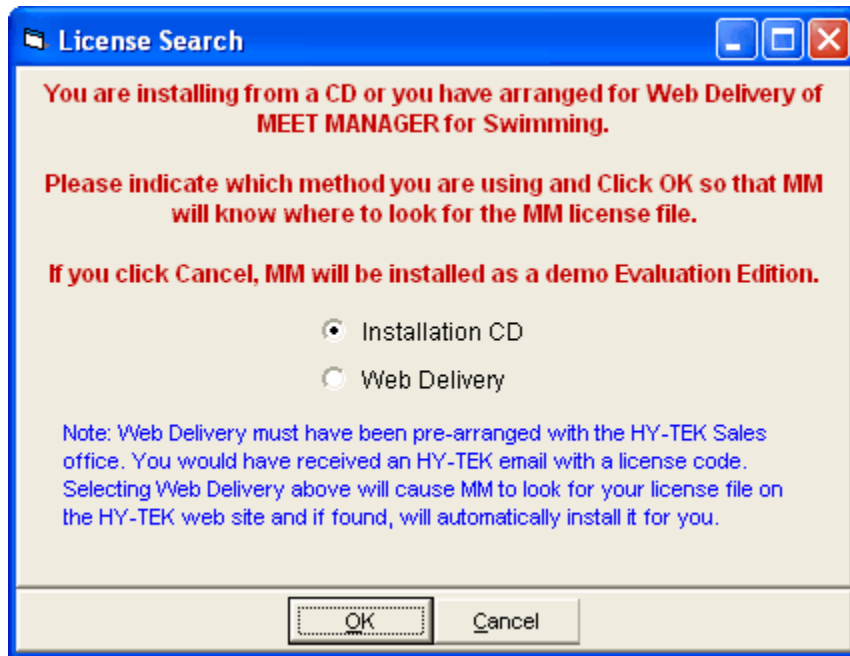 License Search
You are installing from a CD or you have arranged for Web Delivery of
MEET MANAGER for Swimming.
Please indicate which method you are using and Click OK so that MM
will know where to look for the MM license file.
If you click Cancel, MM will be installed as a demo Evaluation Edition.
Installation CD
Web Delivery
Note: Web Delivery must have been pre-arranged with the HY-TEK Sales
office. You would have received an HY-TEK email with a license code.
Selecting Web Delivery above will cause MM to look for your license file on
the HY-TEK web site and if found, will automatically install it for you.
OK
Cancel